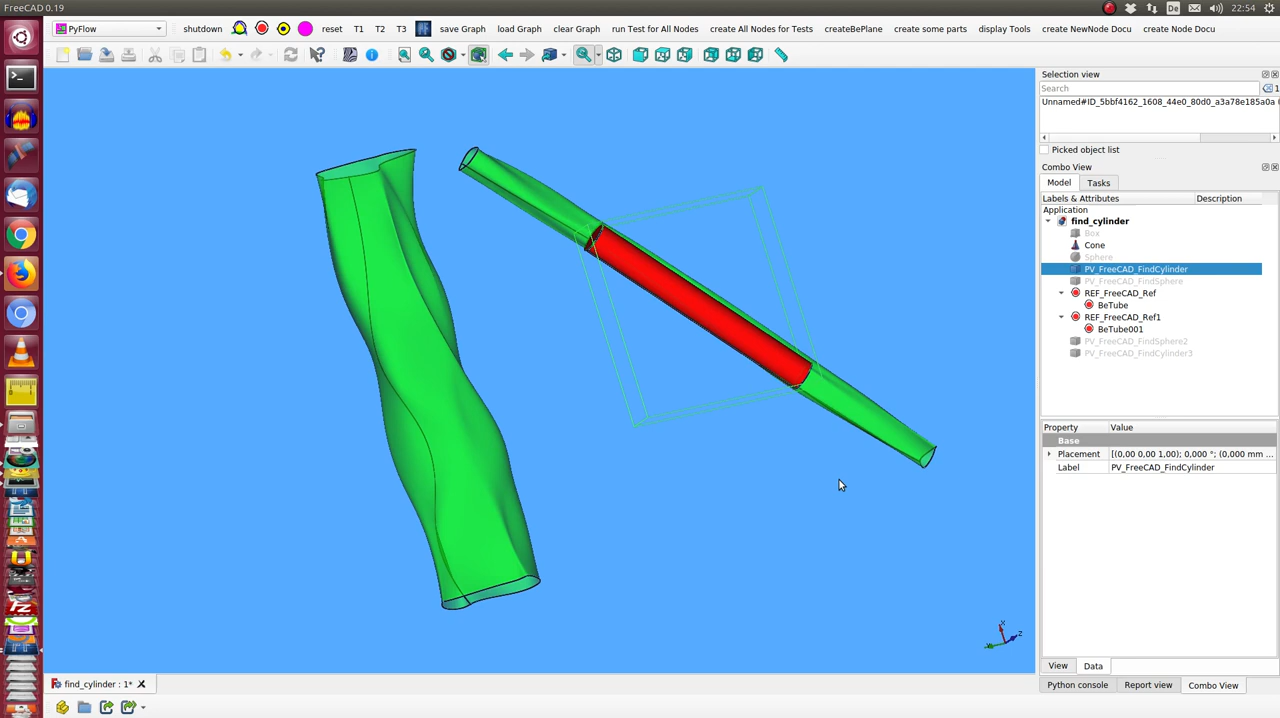 FreeCAD 0.19
De
22:54
PyFlow
shutdown
reset
T1
T2
T3
save Graph
load Graph
clear Graph
run Test for All Nodes
create All Nodes for Tests
createBePlane
create some parts
display Tools
create NewNode Docu
create Node Docu
Selection view
Search
1
Unnamed#ID_5bbf4162_1608_44e0_80d0_a3a78e185a0a
Picked object list
Combo View
Model
Tasks
Labels & Attributes
Description
Application
find_cylinder
Box
Cone
Sphere
PV_FreeCAD_FindCylinder
PV_FreeCAD_FindSphere
REF_FreeCAD_Ref
BeTube
REF_FreeCAD_Ref1
BeTube001
PV_FreeCAD_FindSphere2
PV_FreeCAD_FindCylinder3
Property
Value
Base
Placement
[(0,00 0,00 1,00); 0,000 °; (0,000 mm ...
Label
PV_FreeCAD_FindCylinder
X
Y
Z
View
Data
find_cylinder : 1*
Python console
Report view
Combo View